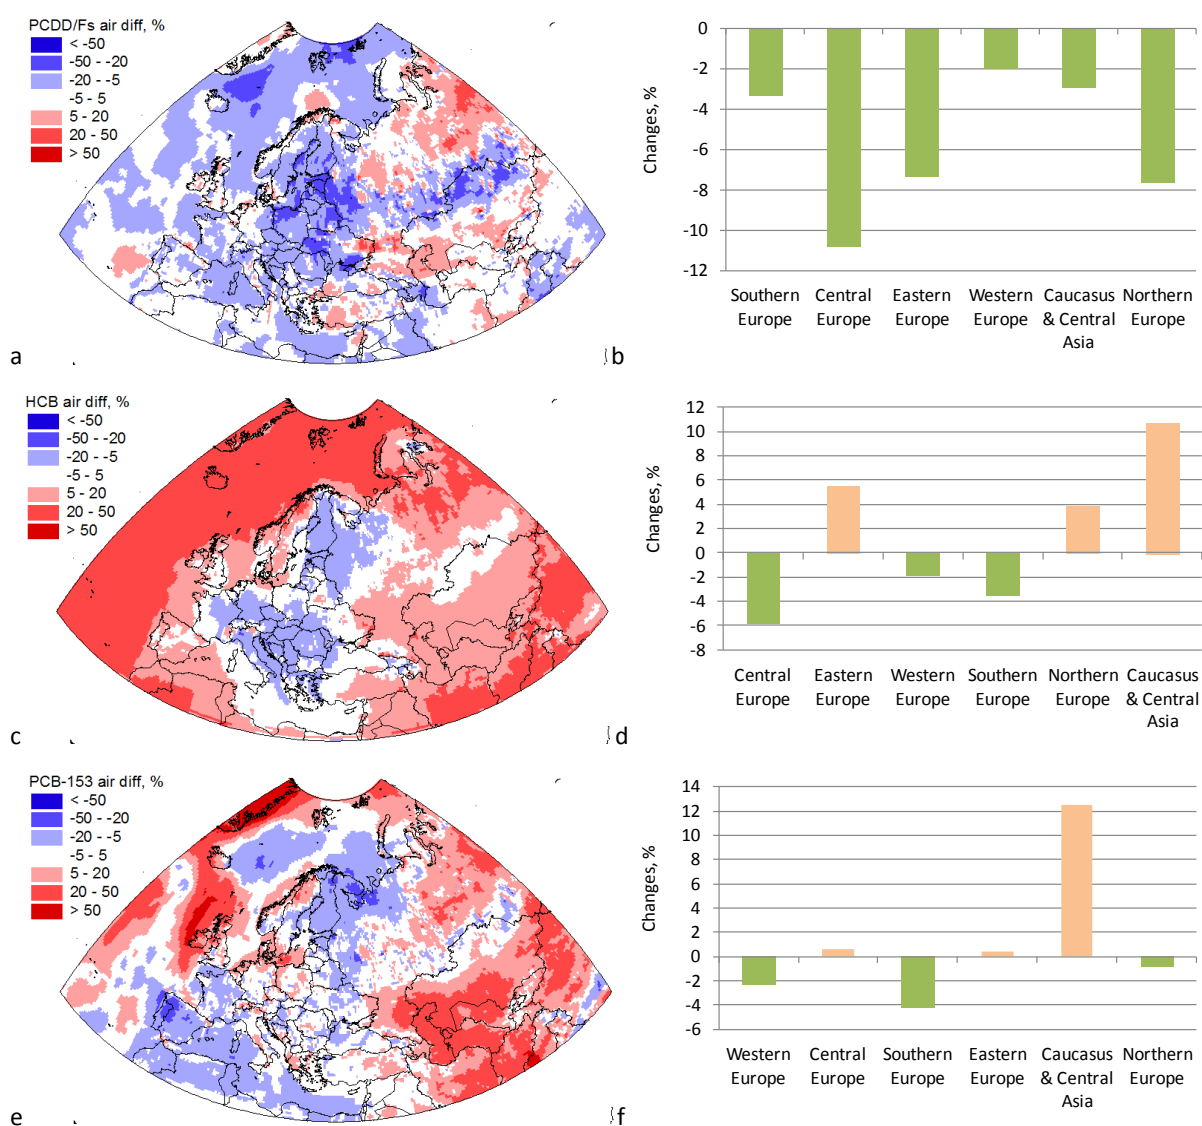 PCDD/Fs air diff, %
< -50
-50 - -20
-20 - -5
-5 - 5
5 - 20
20 - 50
> 50
a
0
-2
-4
-6
-8
-10
-12
Changes, %
Southern Europe
Central Europe
Eastern Europe
Western Europe
Caucasus & Central Asia
Northern Europe
b
HCB air diff, %
< -50
-50 - -20
-20 - -5
-5 - 5
5 - 20
20 - 50
> 50
c
12
10
8
6
4
2
0
-2
-4
-6
-8
Changes, %
Central Europe
Eastern Europe
Western Europe
Southern Europe
Northern Europe
Caucasus & Central Asia
d
PCB-153 air diff, %
< -50
-50 - -20
-20 - -5
-5 - 5
5 - 20
20 - 50
> 50
e
14
12
10
8
6
4
2
0
-2
-4
-6
Changes, %
Western Europe
Central Europe
Southern Europe
Eastern Europe
Caucasus & Central Asia
Northern Europe
f